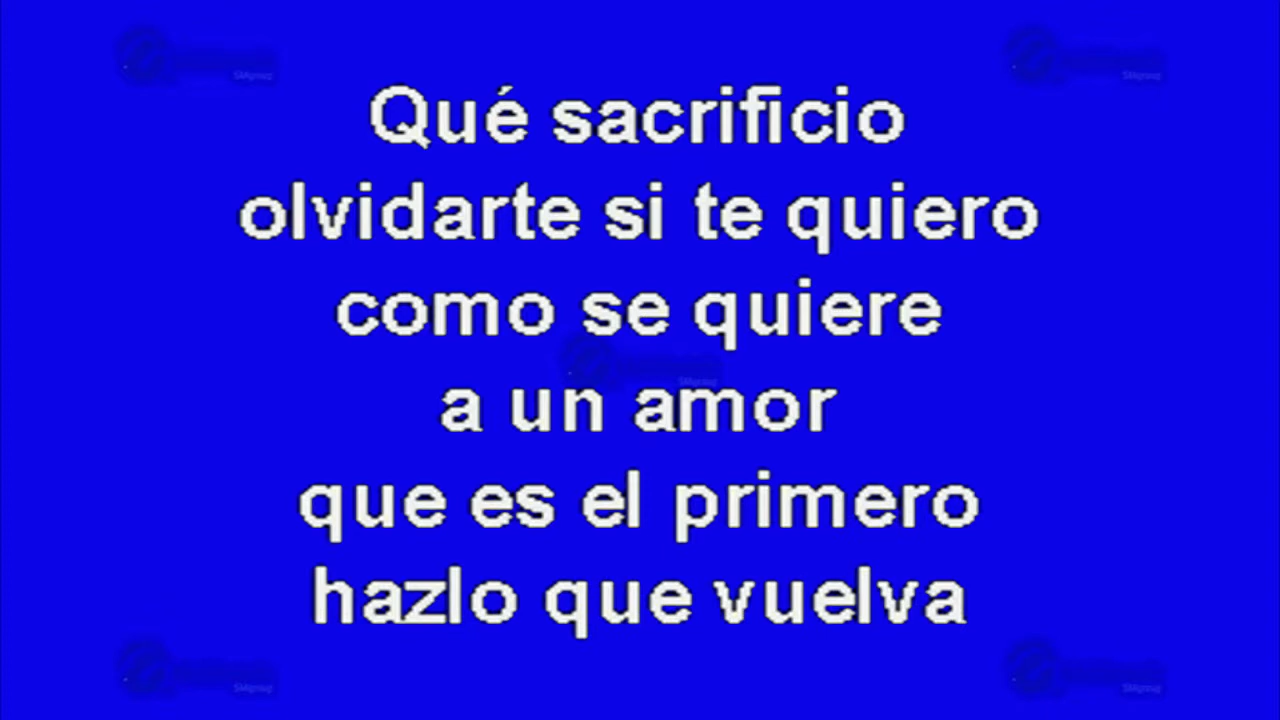 Qué sacrificio
olvidarte si te quiero
como se quiere
a un amor
que es el primero
hazlo que vuelva